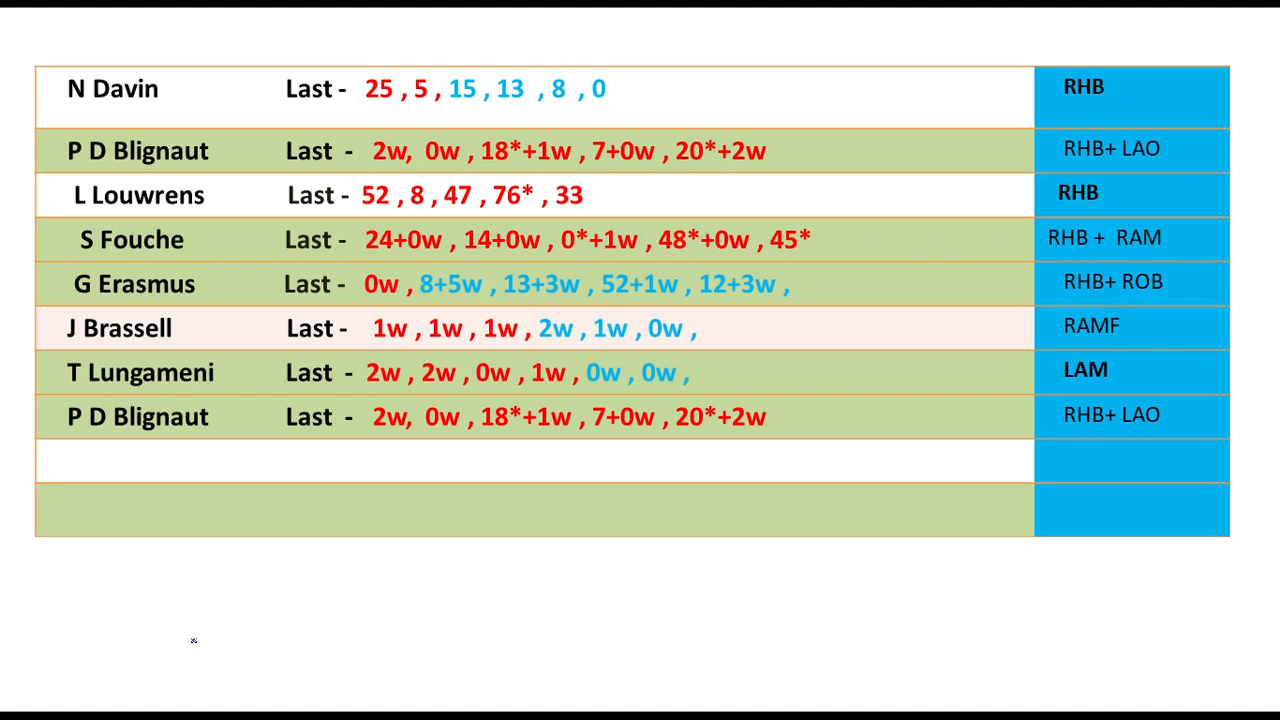 N Davin Last - 25 , 5 , 15 , 13 , 8 , 0 RHB
P D Blignaut Last - 2w, 0w , 18*+1w , 7+0w , 20*+2w RHB+ LAO
L Louwrens Last - 52 , 8 , 47 , 76* , 33 RHB
S Fouche Last - 24+0w , 14+0w , 0*+1w , 48*+0w , 45* RHB + RAM
G Erasmus Last - 0w , 8+5w , 13+3w , 52+1w , 12+3w , RHB+ ROB
J Brassell Last - 1w , 1w , 1w , 2w , 1w , 0w , RAMF
T Lungameni Last - 2w , 2w , 0w , 1w , 0w , 0w , LAM
P D Blignaut Last - 2w, 0w , 18*+1w , 7+0w , 20*+2w RHB+ LAO